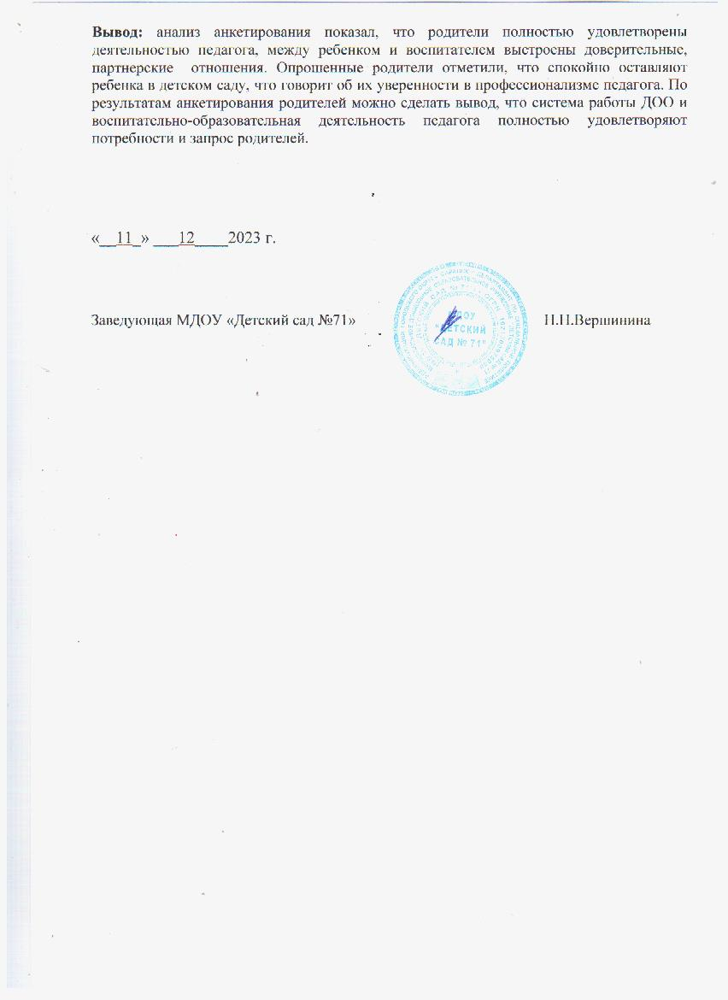 Вывод: анализ анкетирования показал, что родители полностью удовлетворены
деятельностью педагога, между ребенком и воспитателем выстроены доверительные,
партнерские отношения. Опрошенные родители отметили, что спокойно оставляют
ребенка в детском саду, что говорит об их уверенности в профессионализме педагога. По
результатам анкетирования родителей можно сделать вывод, что система работы ДОО и
воспитательно-образовательная деятельность педагога полностью удовлетворяют
потребности и запрос родителей.
«__11_» ___12____2023 г.
Заведующая МДОУ «Детский сад №71»
Н.Н.Вершинина
МДОУ
"ДЕТСКИЙ
САД № 71"